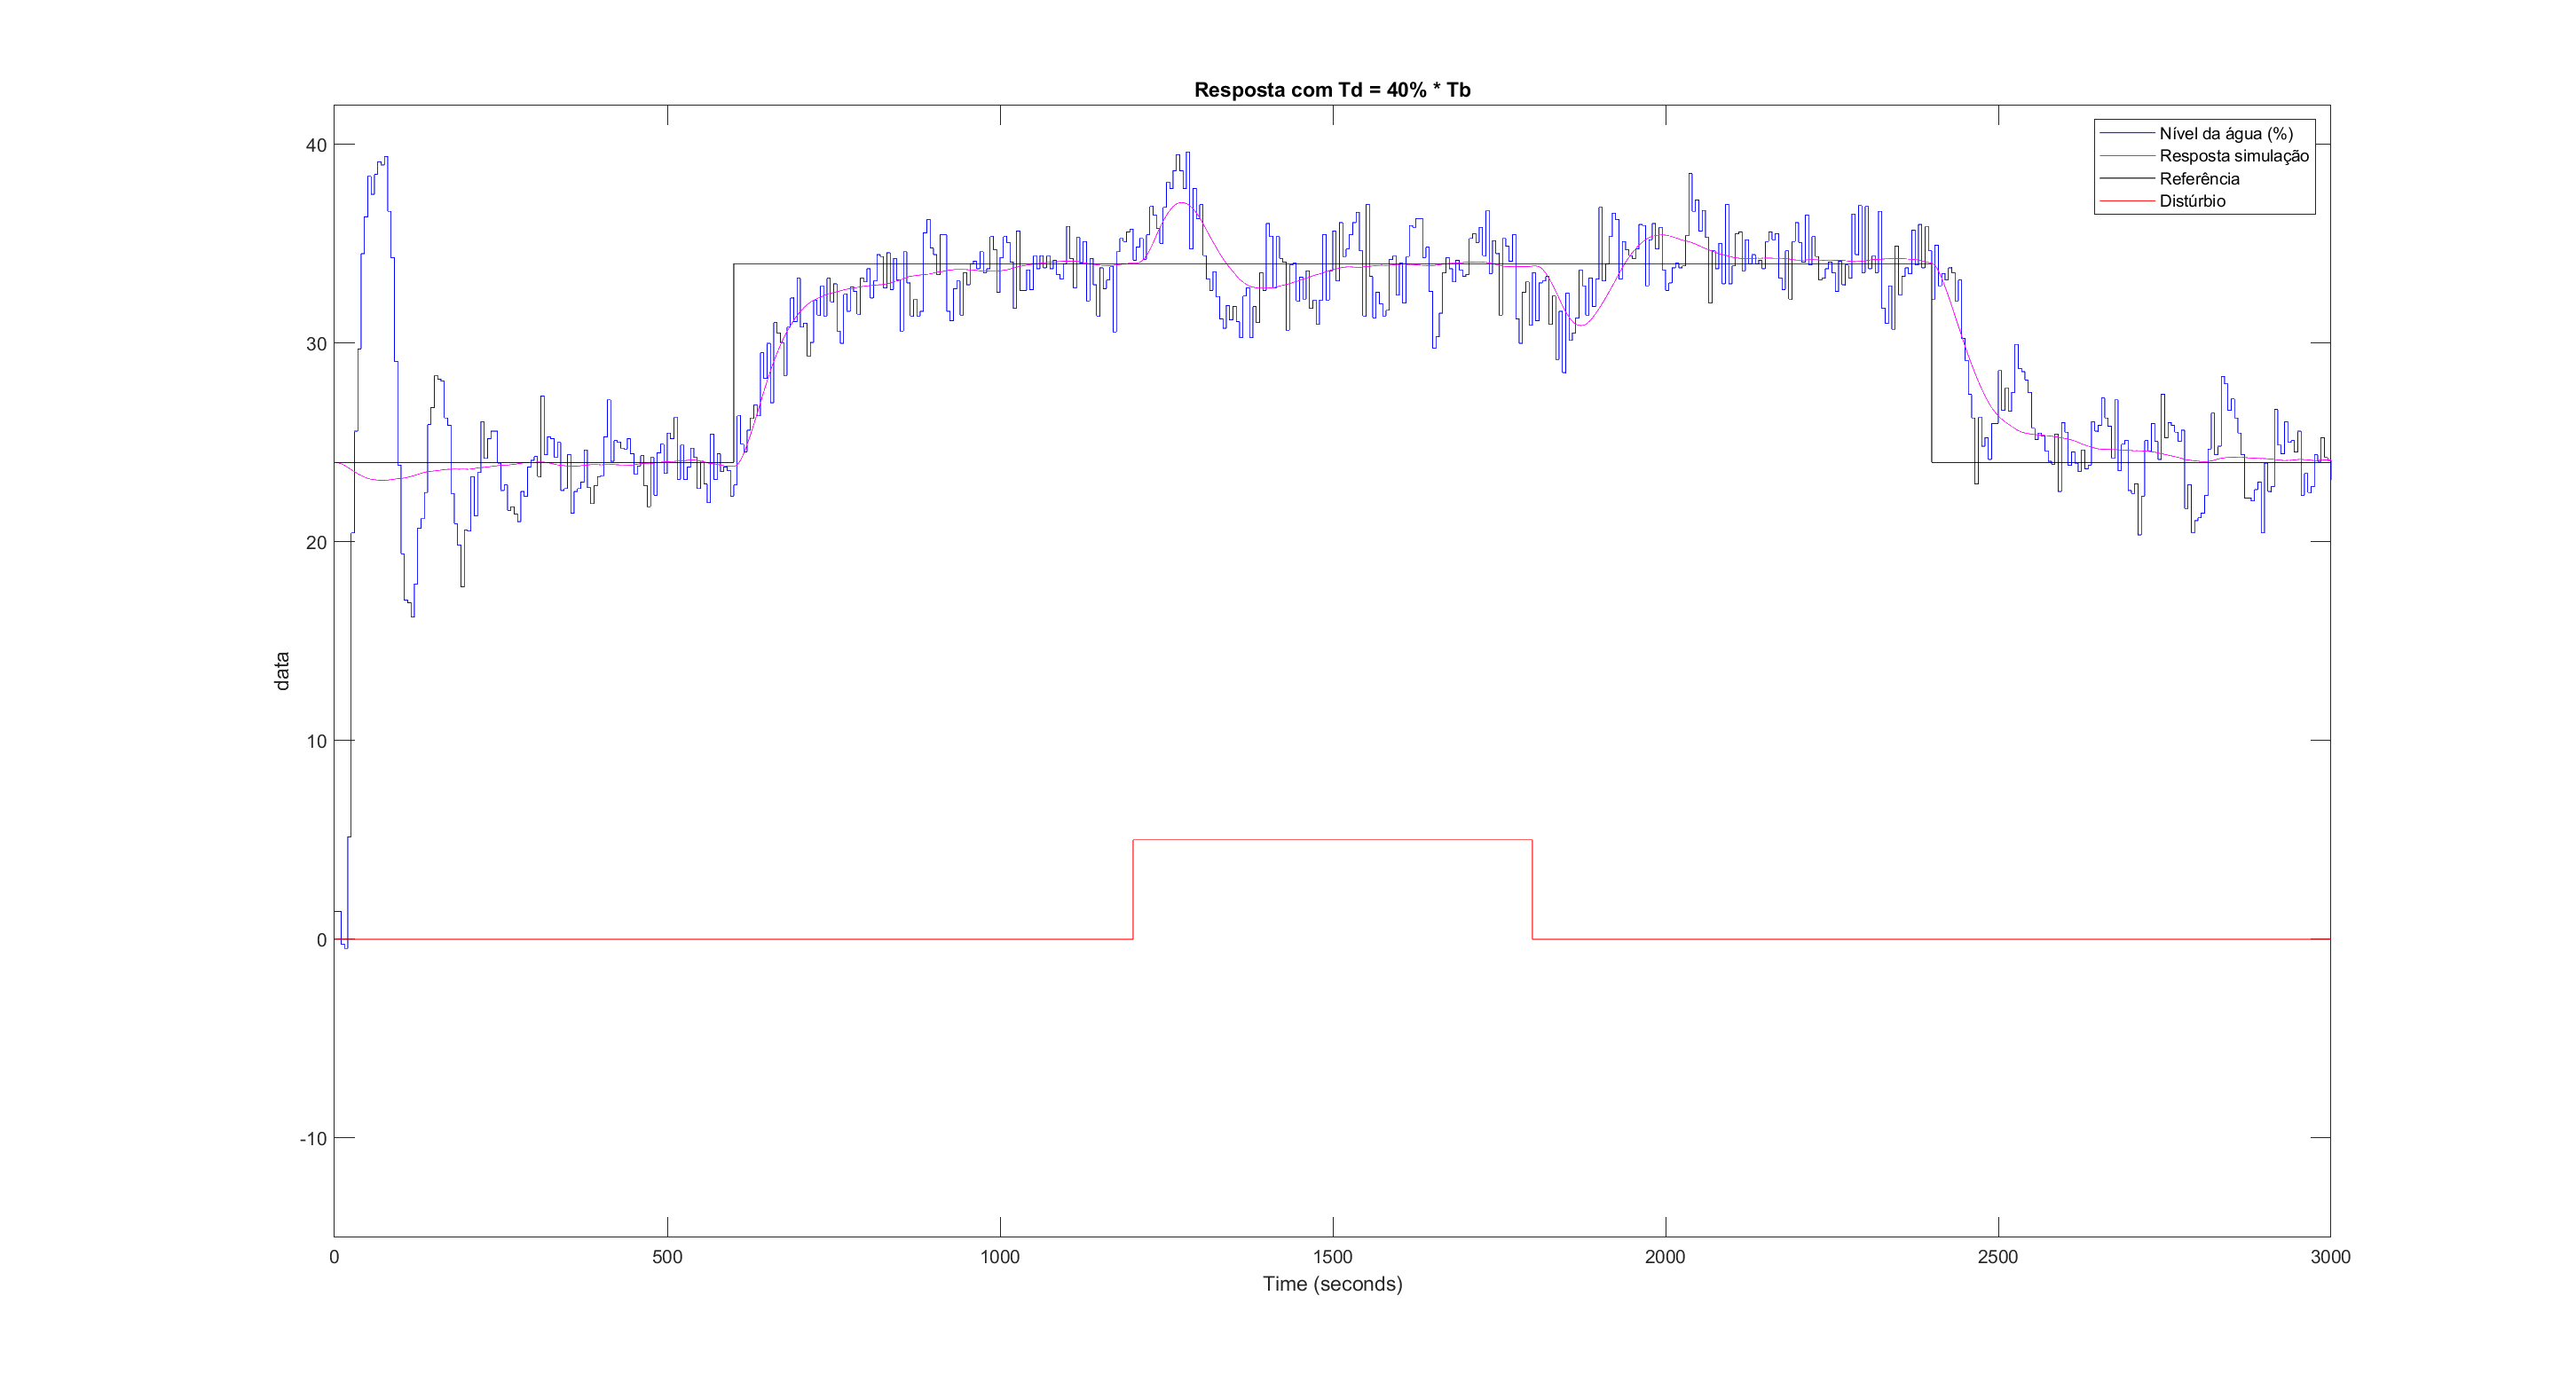 Resposta com Td = 40% * Tb
Nível da água (%)
Resposta simulação
Referência
Distúrbio
40
30
20
10
0
-10
data
0
500
1000
1500
2000
2500
3000
Time (seconds)